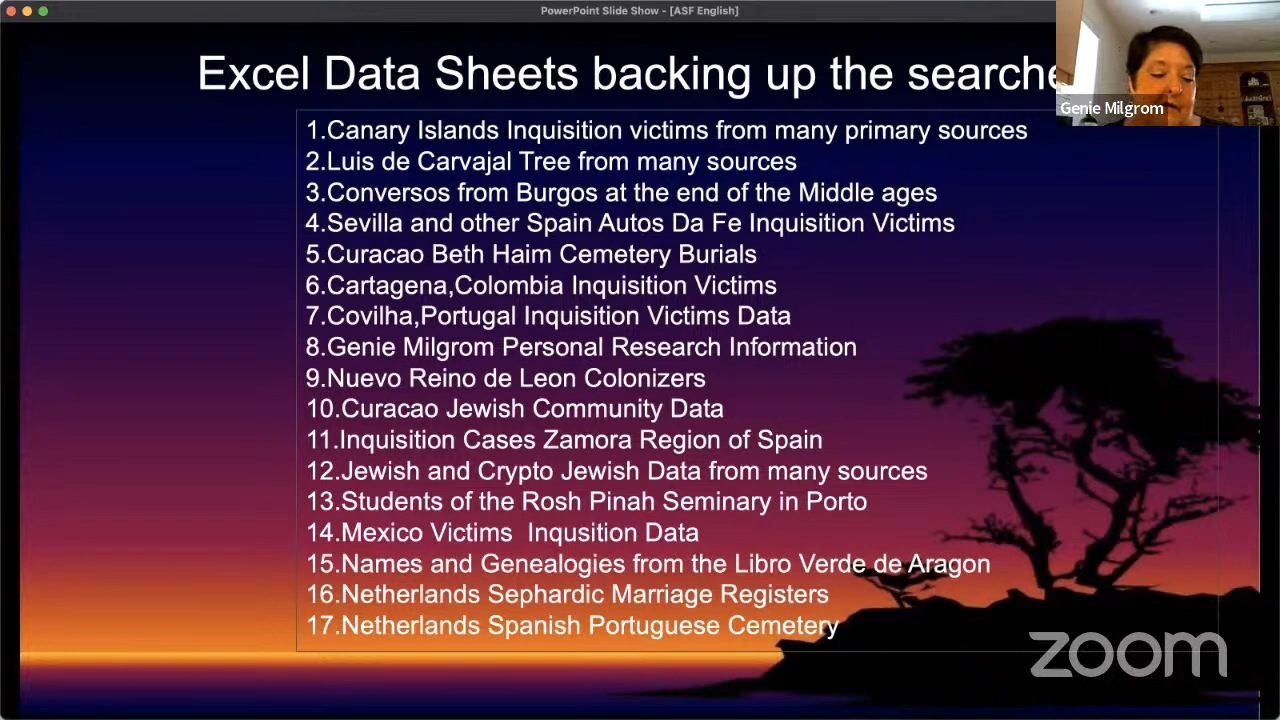 PowerPoint Slide Show - [ASF English]
Excel Data Sheets backing up the searche
Genie Milgrom
1.Canary Islands Inquisition victims from many primary sources
2.Luis de Carvajal Tree from many sources
3.Conversos from Burgos at the end of the Middle ages
4.Sevilla and other Spain Autos Da Fe Inquisition Victims
5.Curacao Beth Haim Cemetery Burials
6.Cartagena,Colombia Inquisition Victims
7.Covilha,Portugal Inquisition Victims Data
8.Genie Milgrom Personal Research Information
9.Nuevo Reino de Leon Colonizers
10.Curacao Jewish Community Data
11.Inquisition Cases Zamora Region of Spain
12.Jewish and Crypto Jewish Data from many sources
13.Students of the Rosh Pinah Seminary in Porto
14.Mexico Victims  Inqusition Data
15.Names and Genealogies from the Libro Verde de Aragon
16.Netherlands Sephardic Marriage Registers
17.Netherlands Spanish Portuguese Cemetery
zoom